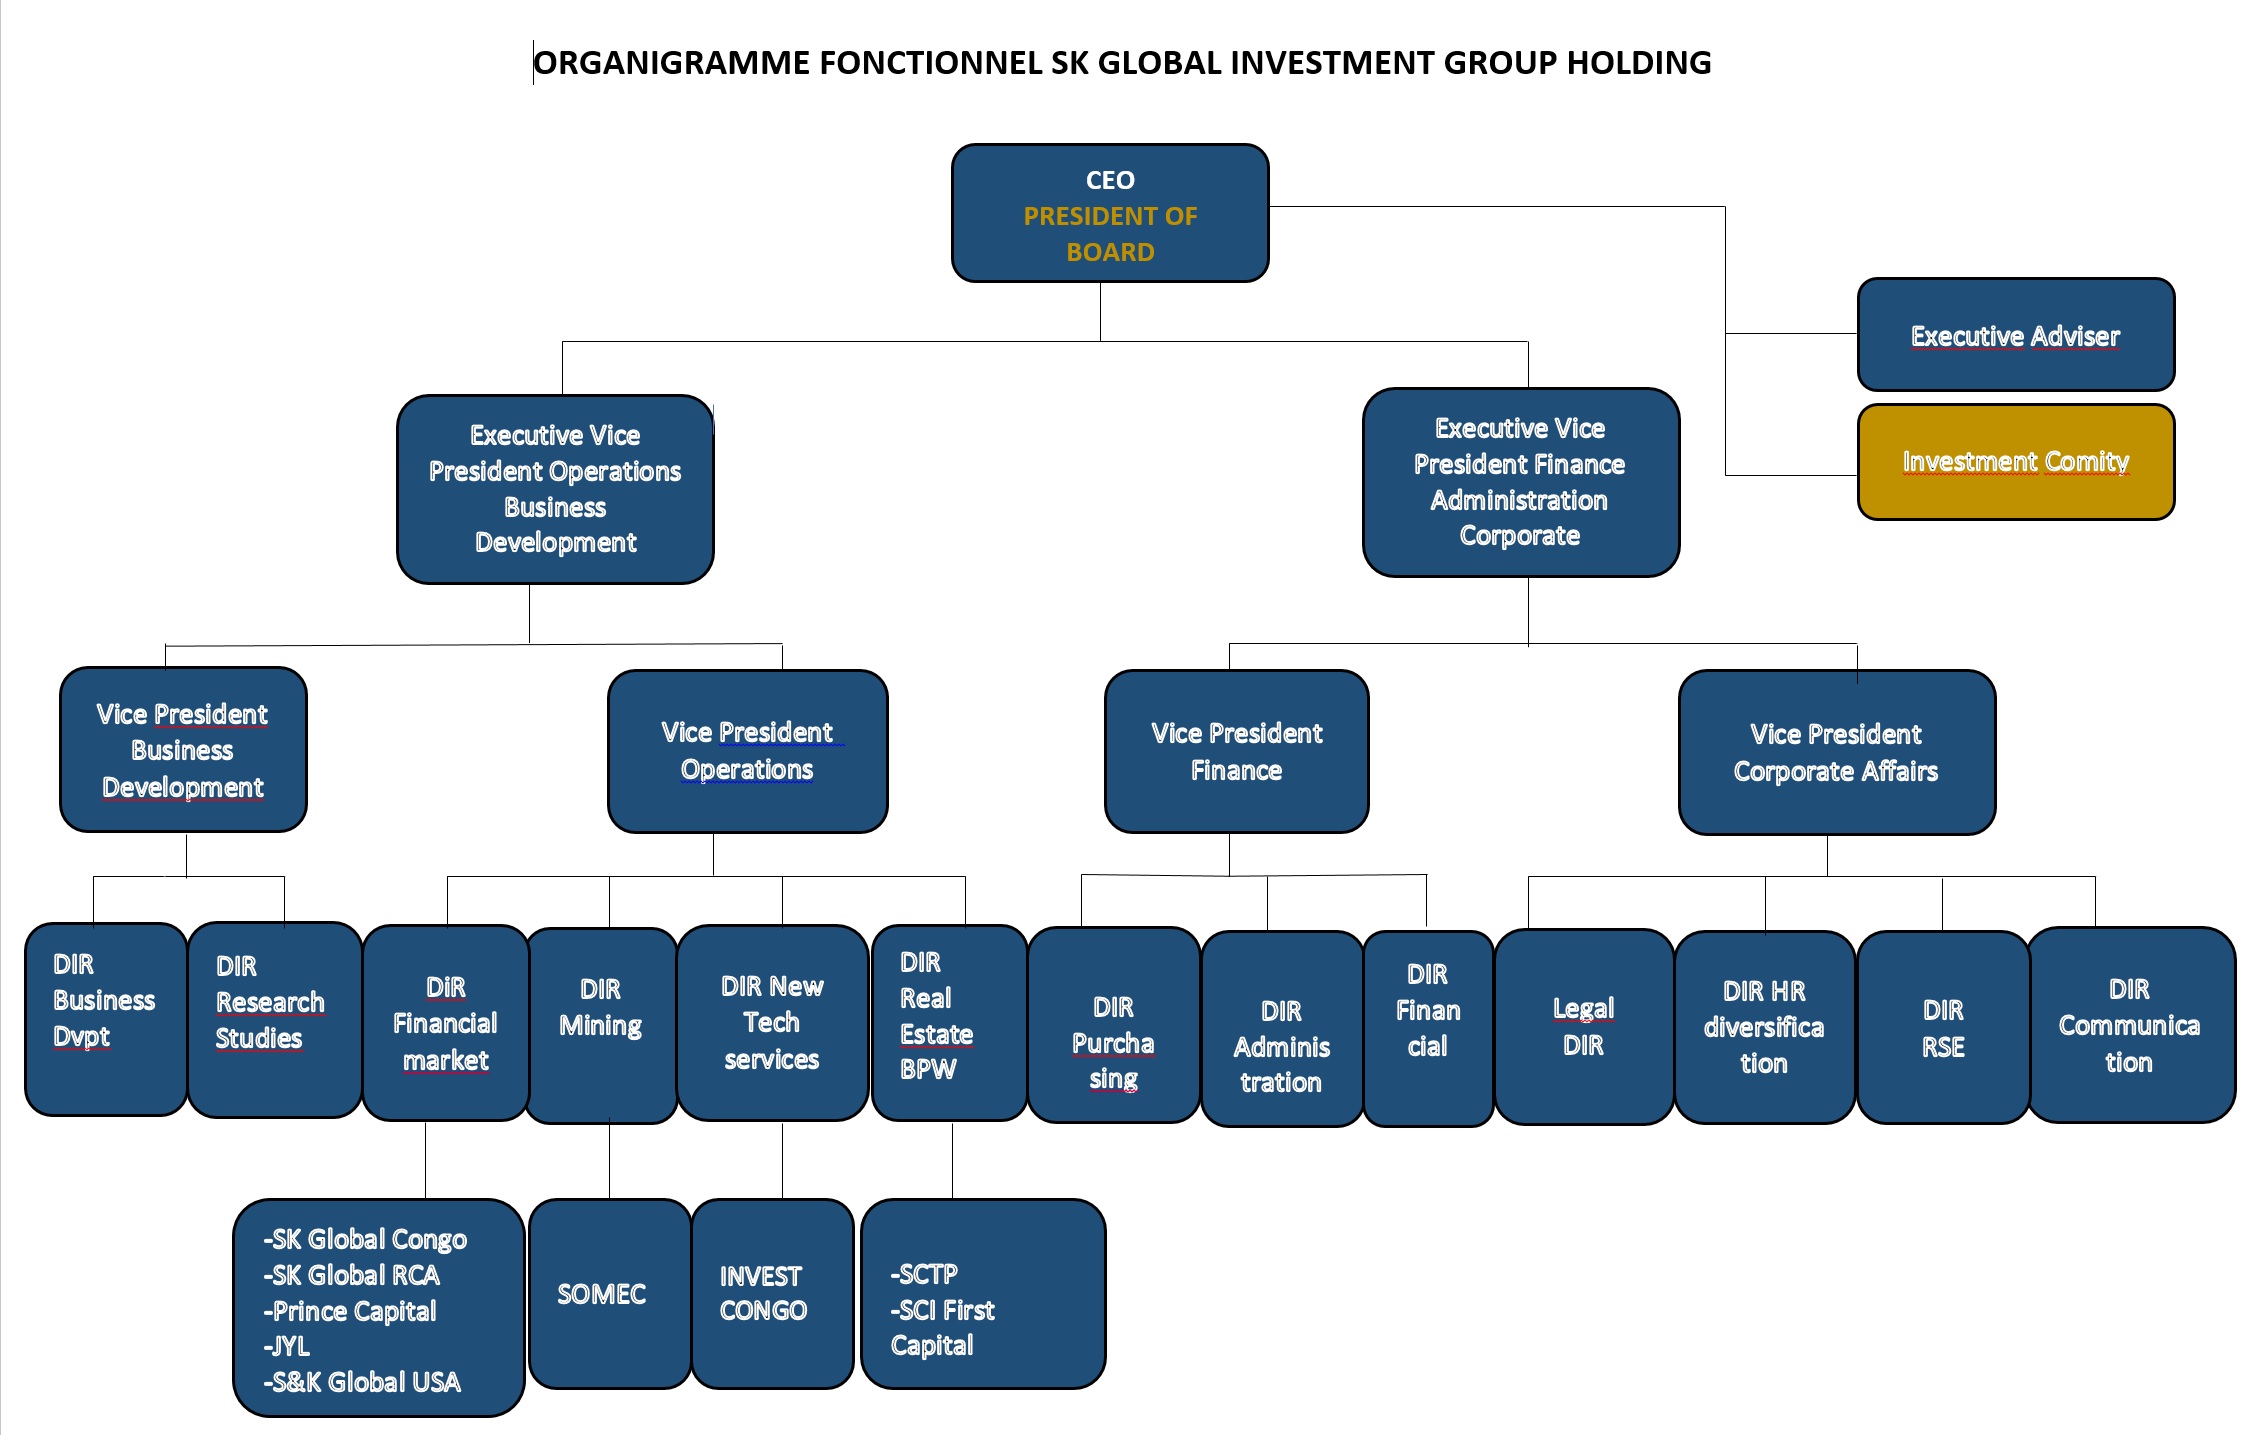 ORGANIGRAMME FONCTIONNEL SK GLOBAL INVESTMENT GROUP HOLDING
CEO
PRESIDENT OF
BOARD
Executive Adviser
Investment Comity
Executive Vice
President Operations
Business
Development
Executive Vice
President Finance
Administration
Corporate
Vice President
Business
Development
Vice President
Operations
Vice President
Finance
Vice President
Corporate Affairs
DIR
Business
Dvpt
DIR
Research
Studies
DiR
Financial
market
DIR
Mining
DIR New
Tech
services
DIR
Real
Estate
BPW
DIR
Purcha
sing
DIR
Adminis
tration
DIR
Finan
cial
Legal
DIR
DIR HR
diversifica
tion
DIR
RSE
DIR
Communica
tion
-SK Global Congo
-SK Global RCA
-Prince Capital
-JYL
-S&K Global USA
SOMEC
INVEST
CONGO
-SCTP
-SCI First
Capital